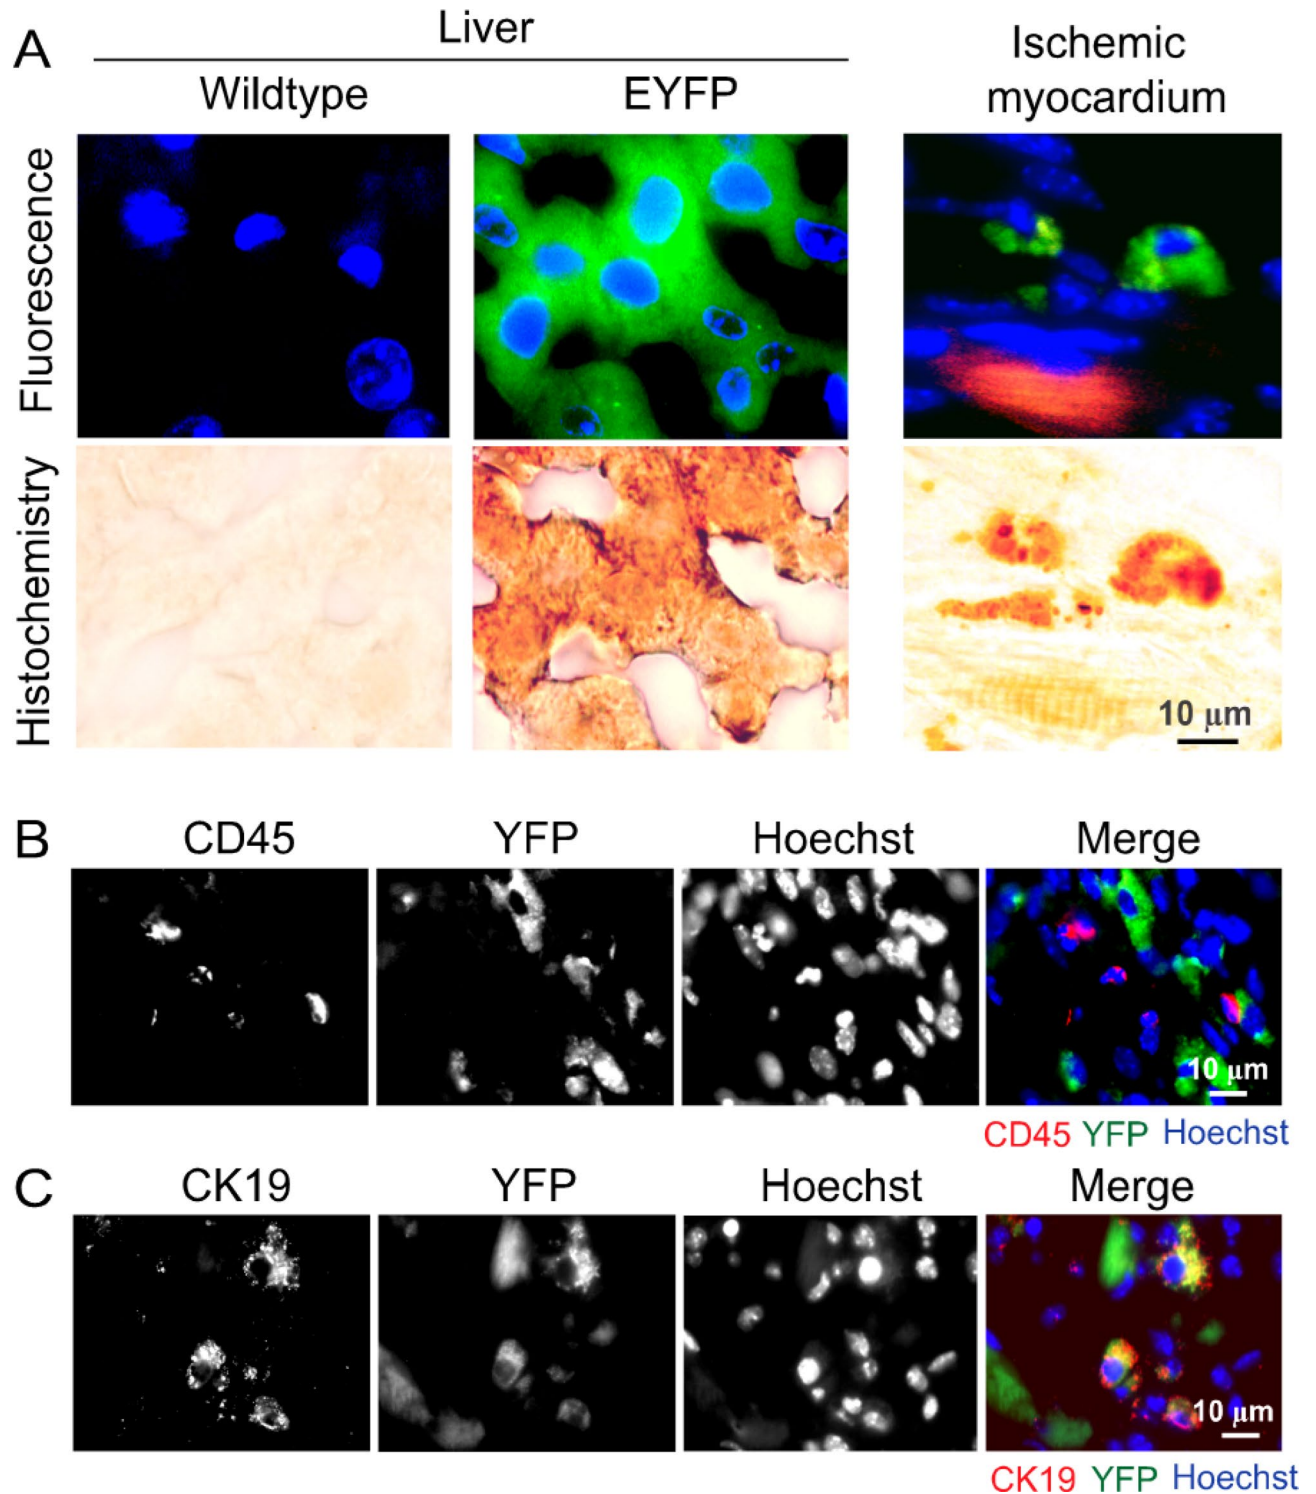 A
Liver
Wildtype
EYFP
Ischemic
myocardium
Fluorescence
Histochemistry
10 μm
B
CD45
YFP
Hoechst
Merge
10 μm
CD45 YFP Hoechst
C
CK19
YFP
Hoechst
Merge
10 μm
CK19 YFP Hoechst